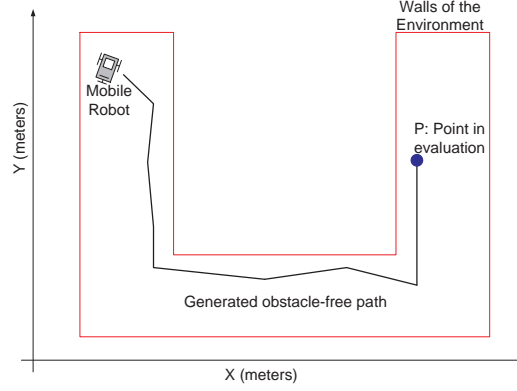 Walls of the
Environment
Mobile
Robot
P: Point in
evaluation
Y (meters)
Generated obstacle-free path
X (meters)